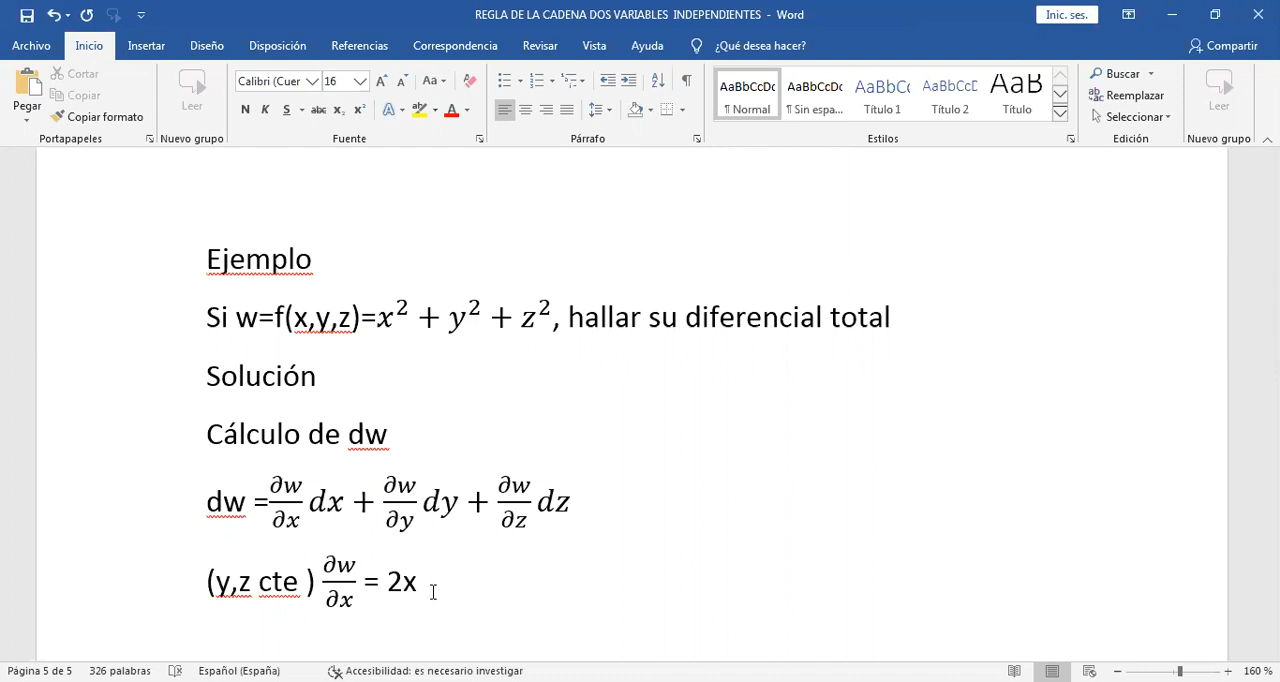 REGLA DE LA CADENA DOS VARIABLES INDEPENDIENTES - Word
Inic. ses.
Archivo Inicio Insertar Diseño Disposición Referencias Correspondencia Revisar Vista Ayuda ¿Qué desea hacer? Compartir
Pegar
Cortar
Copiar
Copiar formato
Portapapeles
Leer
Nuevo grupo
Calibri (Cuer 16
Aa
N K S abc x₂ x²
A A
Fuente
Párrafo
AaBbCcDc AaBbCcDc AaBbCc AaBbCcD AaB
¶ Normal ¶ Sin espa... Título 1 Título 2 Título
Estilos
Buscar
Reemplazar
Seleccionar
Edición
Leer
Nuevo grupo
Ejemplo
Si w=f(x,y,z)=x² + y² + z², hallar su diferencial total
Solución
Cálculo de dw
dw =∂w/∂x dx + ∂w/∂y dy + ∂w/∂z dz
(y,z cte ) ∂w/∂x = 2x
Página 5 de 5 326 palabras Español (España) Accesibilidad: es necesario investigar 160 %